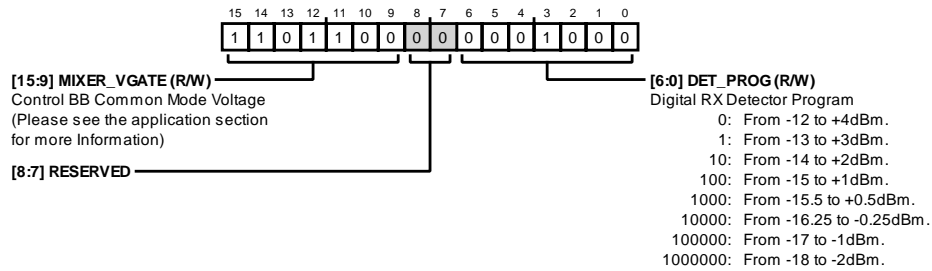 15 14 13 12 11 10 9 8 7 6 5 4 3 2 1 0
1 1 0 1 1 0 0 0 0 0 0 0 1 0 0 0
[15:9] MIXER_VGATE (R/W)
Control BB Common Mode Voltage
(Please see the application section
for more Information)
[8:7] RESERVED
[6:0] DET_PROG (R/W)
Digital RX Detector Program
0: From -12 to +4dBm.
1: From -13 to +3dBm.
10: From -14 to +2dBm.
100: From -15 to +1dBm.
1000: From -15.5 to +0.5dBm.
10000: From -16.25 to -0.25dBm.
100000: From -17 to -1dBm.
1000000: From -18 to -2dBm.